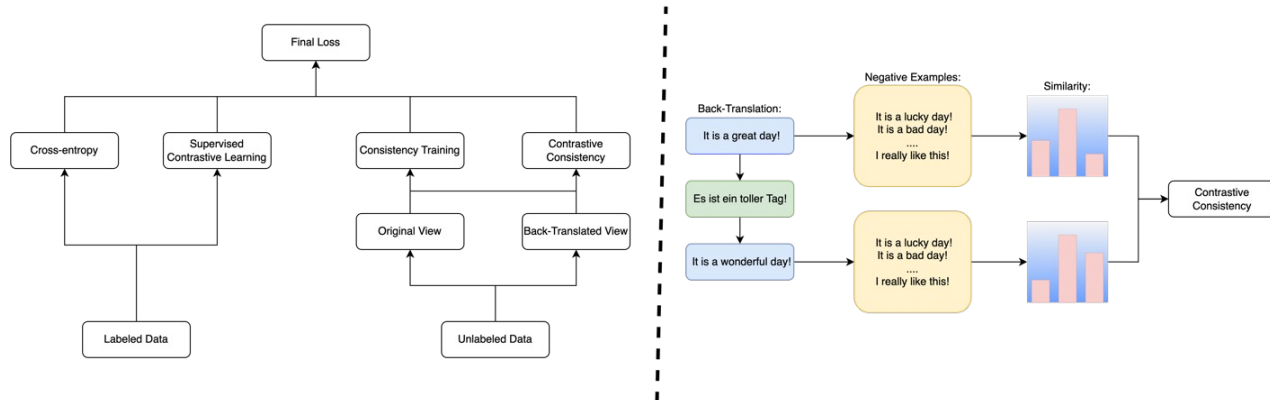 Final Loss
Cross-entropy
Supervised
Contrastive Learning
Consistency Training
Contrastive
Consistency
Original View
Back-Translated View
Labeled Data
Unlabeled Data
Back-Translation:
It is a great day!
Es ist ein toller Tag!
It is a wonderful day!
Negative Examples:
It is a lucky day!
It is a bad day!
....
I really like this!
It is a lucky day!
It is a bad day!
....
I really like this!
Similarity:
Contrastive
Consistency